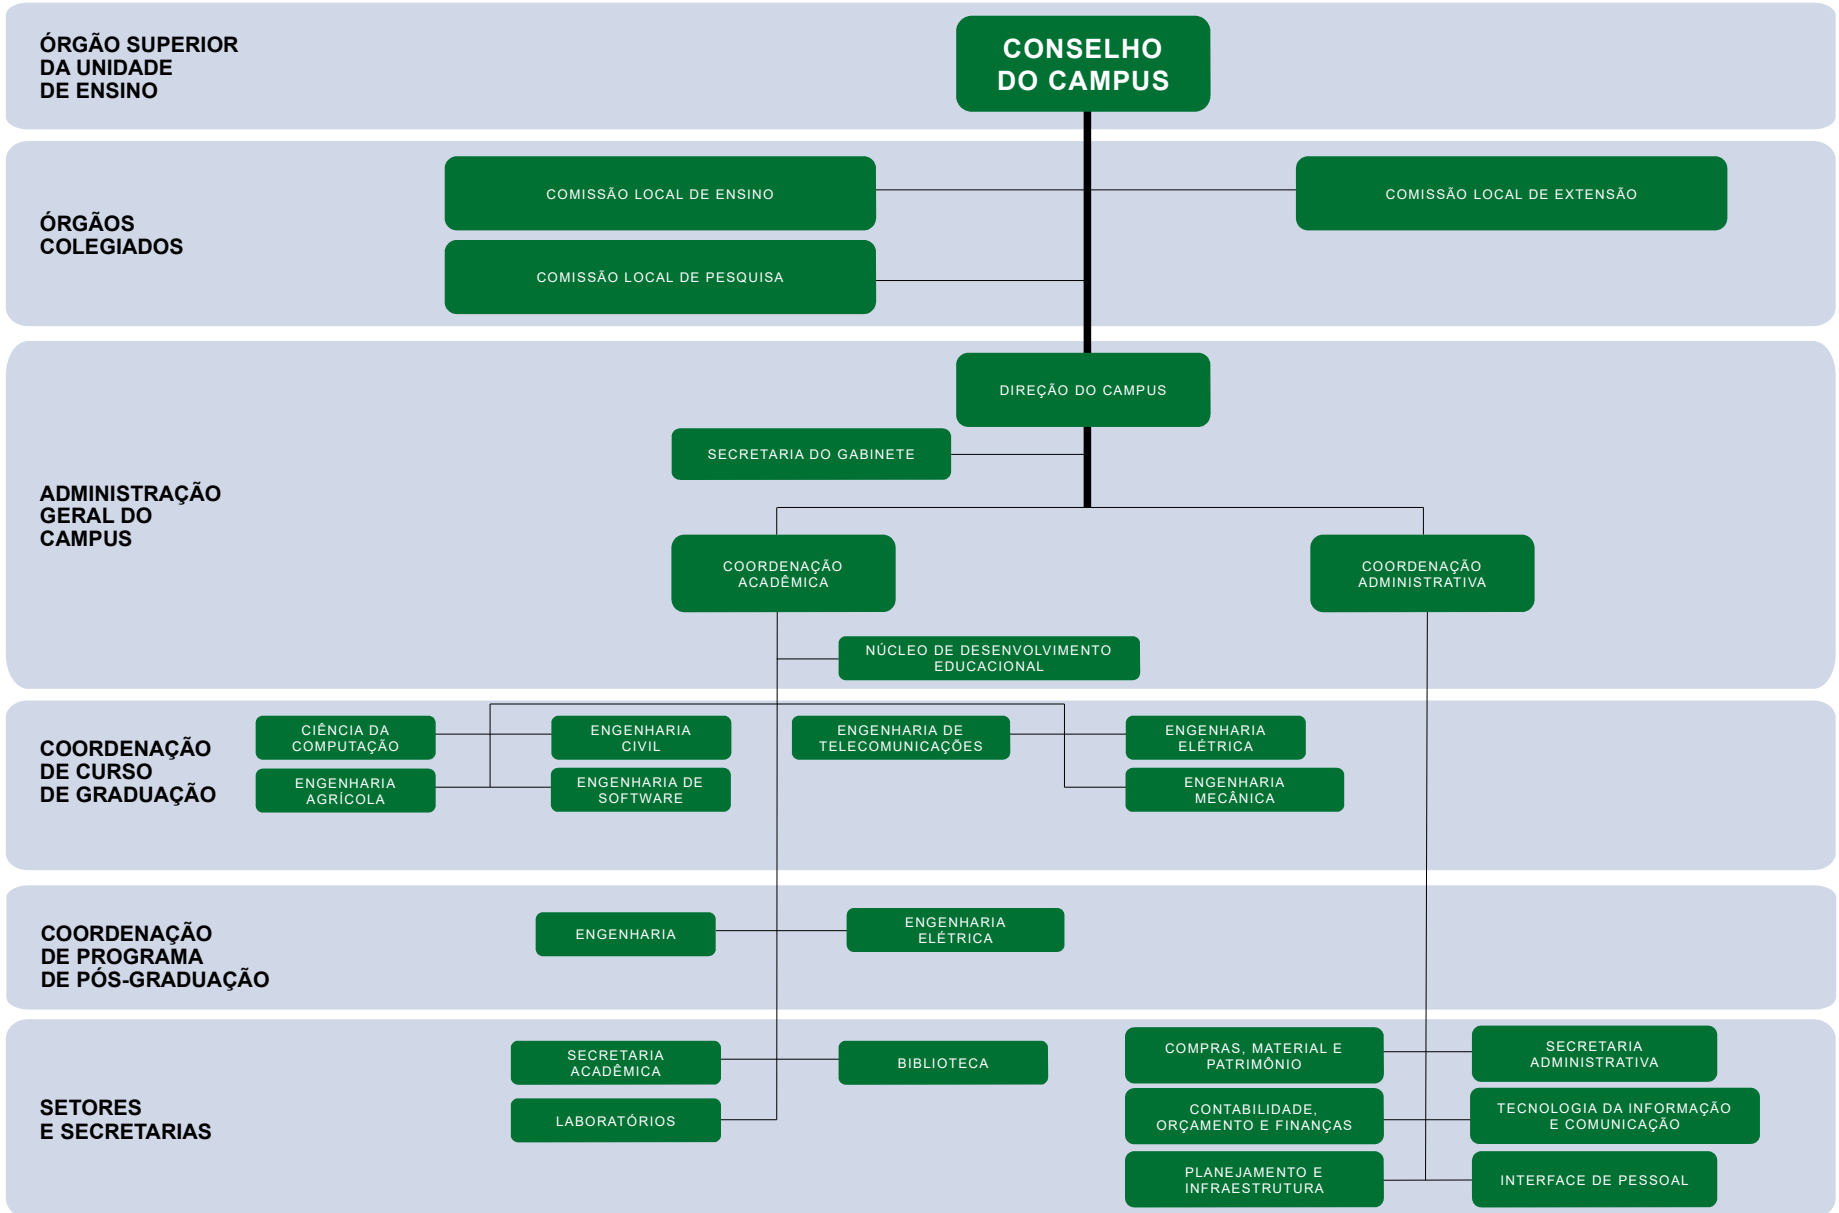 ÓRGÃO SUPERIOR
DA UNIDADE
DE ENSINO
CONSELHO
DO CAMPUS
ÓRGÃOS
COLEGIADOS
COMISSÃO LOCAL DE ENSINO
COMISSÃO LOCAL DE EXTENSÃO
COMISSÃO LOCAL DE PESQUISA
ADMINISTRAÇÃO
GERAL DO
CAMPUS
DIREÇÃO DO CAMPUS
SECRETARIA DO GABINETE
COORDENAÇÃO
ACADÊMICA
COORDENAÇÃO
ADMINISTRATIVA
NÚCLEO DE DESENVOLVIMENTO
EDUCACIONAL
COORDENAÇÃO
DE CURSO
DE GRADUAÇÃO
CIÊNCIA DA
COMPUTAÇÃO
ENGENHARIA
CIVIL
ENGENHARIA DE
TELECOMUNICAÇÕES
ENGENHARIA
ELÉTRICA
ENGENHARIA
AGRÍCOLA
ENGENHARIA DE
SOFTWARE
ENGENHARIA
MECÂNICA
COORDENAÇÃO
DE PROGRAMA
DE PÓS-GRADUAÇÃO
ENGENHARIA
ENGENHARIA
ELÉTRICA
SETORES
E SECRETARIAS
SECRETARIA
ACADÊMICA
BIBLIOTECA
LABORATÓRIOS
COMPRAS, MATERIAL E
PATRIMÔNIO
SECRETARIA
ADMINISTRATIVA
CONTABILIDADE,
ORÇAMENTO E FINANÇAS
TECNOLOGIA DA INFORMAÇÃO
E COMUNICAÇÃO
PLANEJAMENTO E
INFRAESTRUTURA
INTERFACE DE PESSOAL